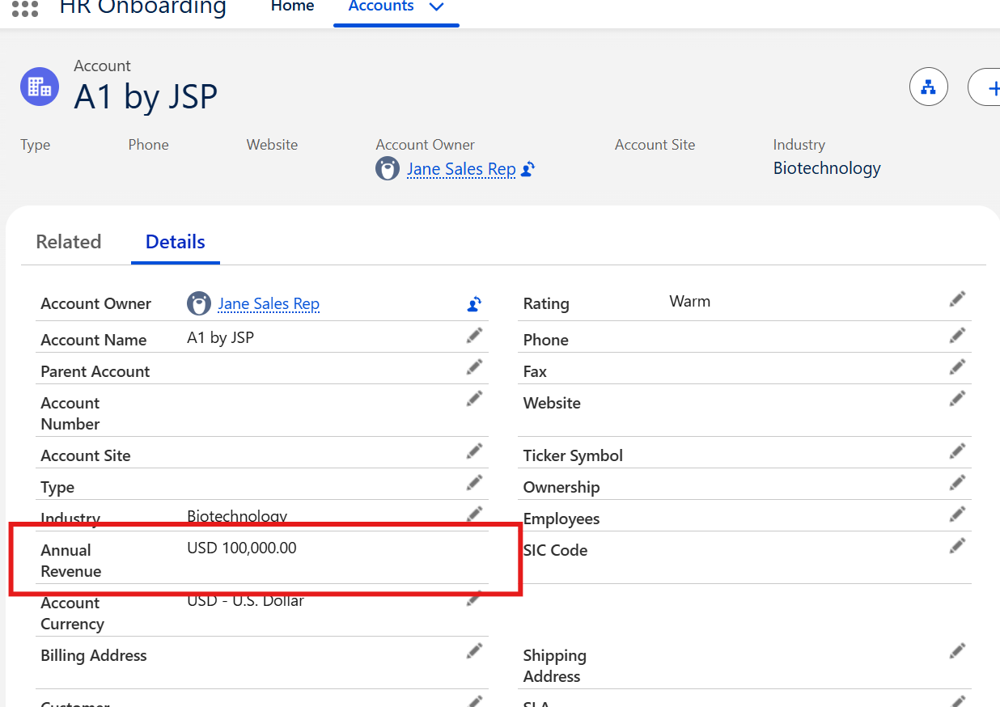 HR Onboarding Home Accounts
Account
A1 by JSP
Type Phone Website Account Owner Account Site Industry
Jane Sales Rep Biotechnology
Related Details
Account Owner Jane Sales Rep Rating Warm
Account Name A1 by JSP Phone
Parent Account Fax
Account
Number
Website
Account Site Ticker Symbol
Type Ownership
Industry Biotechnology Employees
Annual
Revenue
USD 100,000.00
SIC Code
Account
Currency
USD - U.S. Dollar
Billing Address
Shipping
Address
Customer SLA